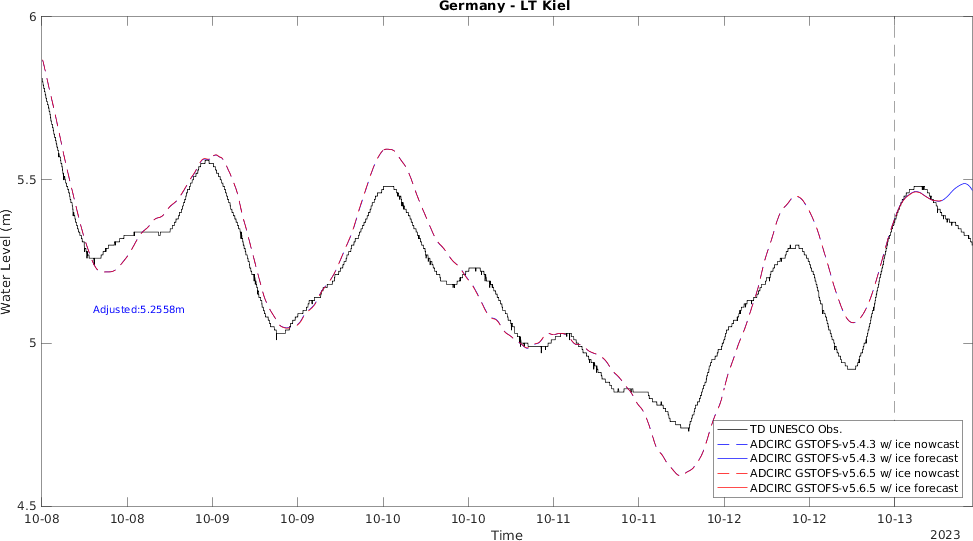 Germany - LT Kiel
6
5.5
5
4.5
Water Level (m)
Adjusted:5.2558m
TD UNESCO Obs.
ADCIRC GSTOFS-v5.4.3 w/ ice nowcast
ADCIRC GSTOFS-v5.4.3 w/ ice forecast
ADCIRC GSTOFS-v5.6.5 w/ ice nowcast
ADCIRC GSTOFS-v5.6.5 w/ ice forecast
10-08 10-08 10-09 10-09 10-10 10-10 10-11 10-11 10-12 10-12 10-13
Time
2023